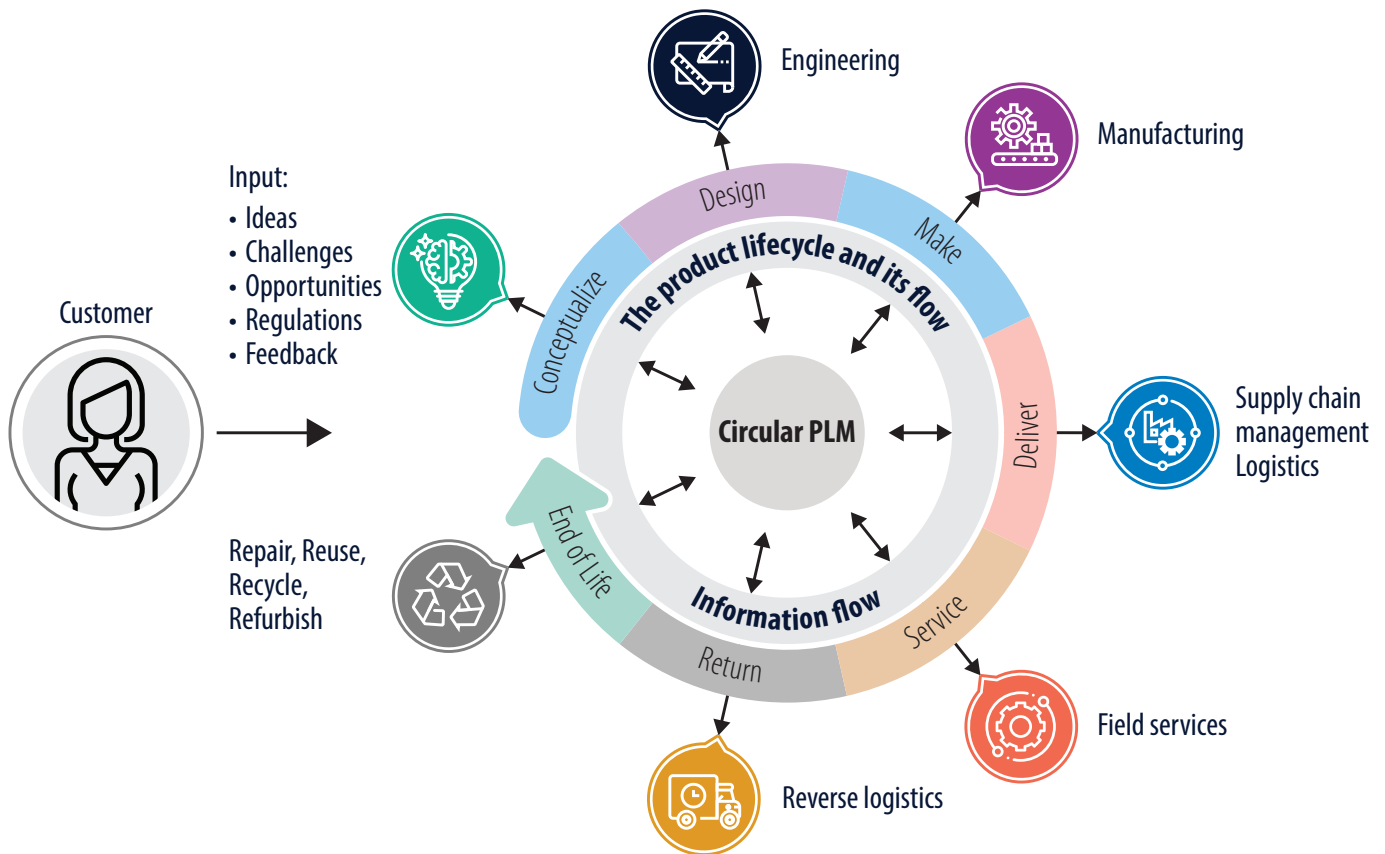 Customer
Input:
• Ideas
• Challenges
• Opportunities
• Regulations
• Feedback
Repair, Reuse,
Recycle,
Refurbish
Engineering
Manufacturing
Supply chain
management
Logistics
Field services
Reverse logistics
Conceptualize
Design
Make
Deliver
Service
Return
End of Life
The product lifecycle and its flow
Circular PLM
Information flow